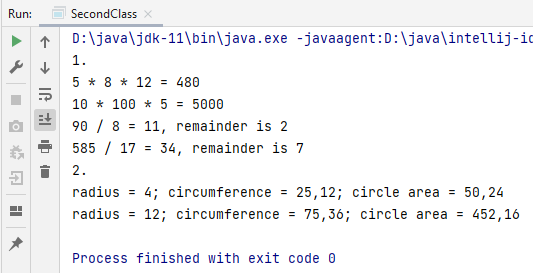 Run: SecondClass
D:\java\jdk-11\bin\java.exe -javaagent:D:\java\intellij-id
1.
5 * 8 * 12 = 480
10 * 100 * 5 = 5000
90 / 8 = 11, remainder is 2
585 / 17 = 34, remainder is 7
2.
radius = 4; circumference = 25,12; circle area = 50,24
radius = 12; circumference = 75,36; circle area = 452,16
Process finished with exit code 0